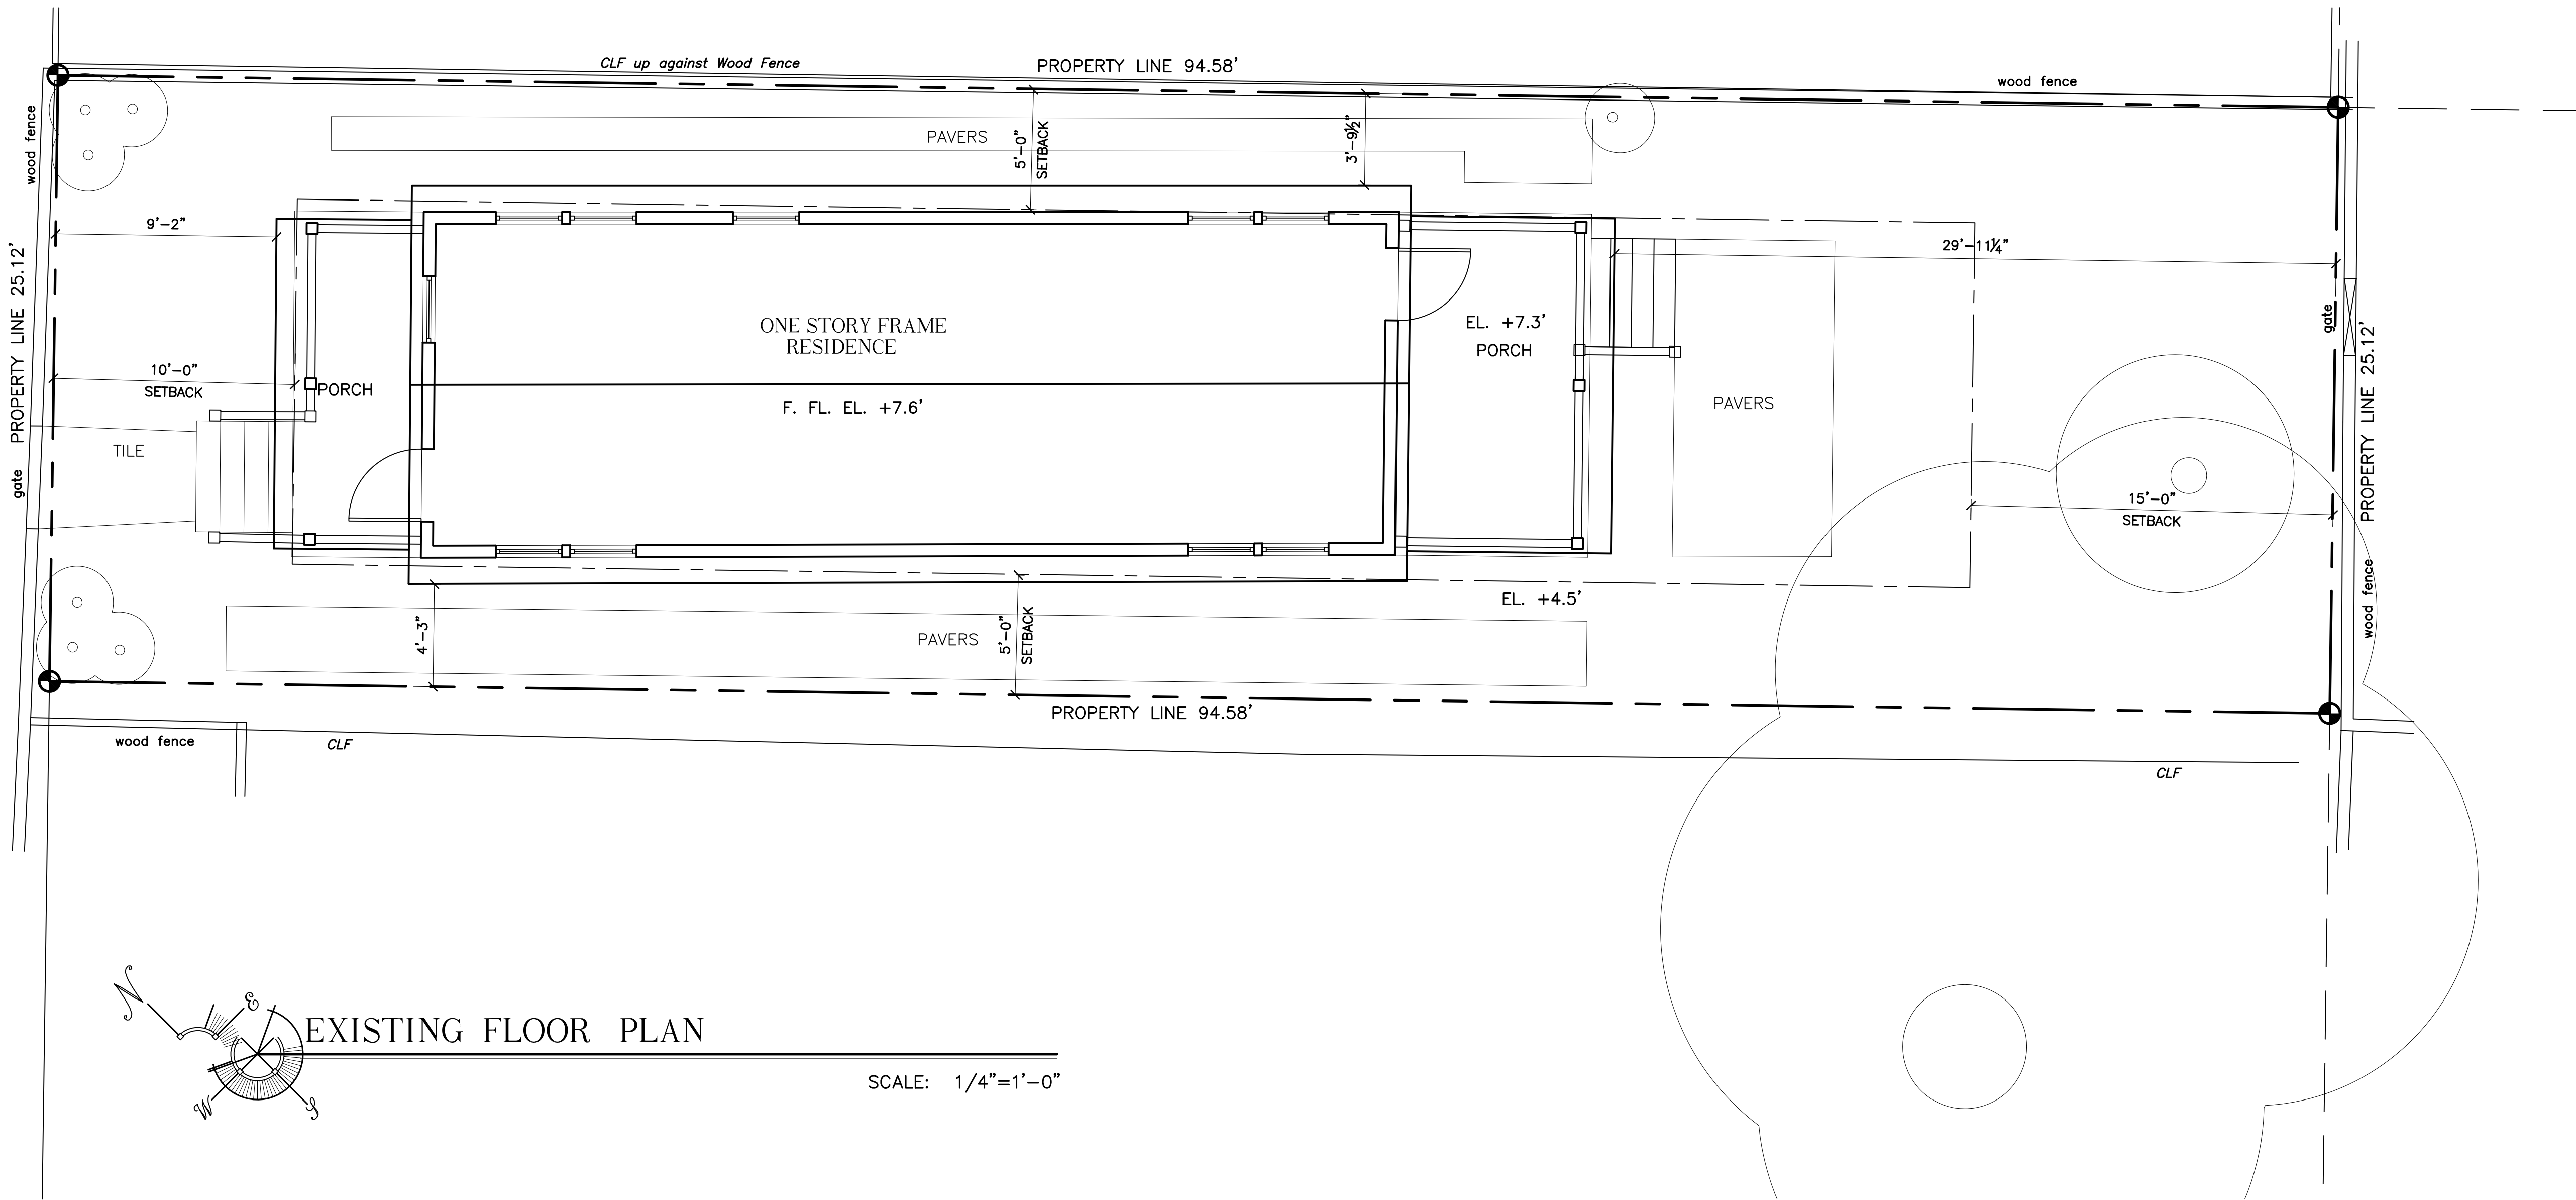 CLF up against Wood Fence
PROPERTY LINE 94.58'
wood fence
wood fence
PAVERS
5'-0"
SETBACK
3'-9½"
9'-2"
29'-11¼"
PROPERTY LINE 25.12'
ONE STORY FRAME
RESIDENCE
EL. +7.3'
PORCH
gate
PROPERTY LINE 25.12'
10'-0"
SETBACK
PORCH
F. FL. EL. +7.6'
PAVERS
TILE
gate
15'-0"
SETBACK
EL. +4.5'
wood fence
4'-3"
PAVERS
5'-0"
SETBACK
PROPERTY LINE 94.58'
wood fence
CLF
CLF
N
E
W
S
EXISTING FLOOR PLAN
SCALE: 1/4"=1'-0"